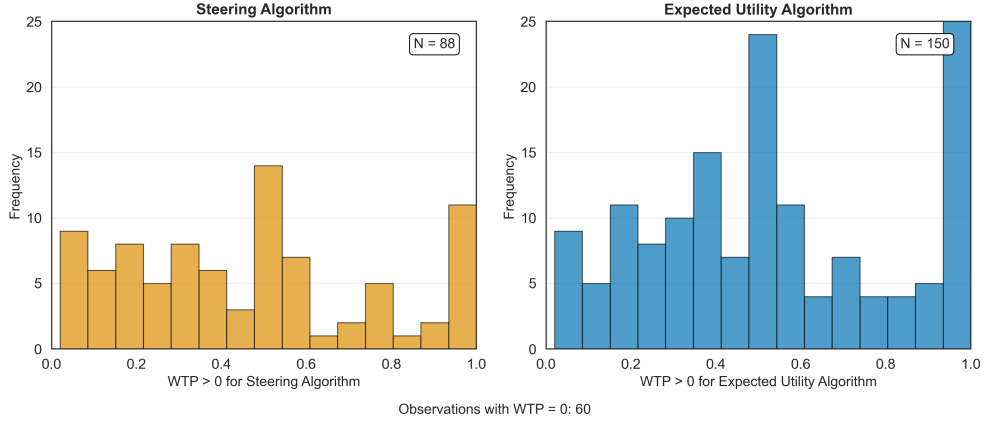 Steering Algorithm
N = 88
25
20
15
10
5
0
Frequency
0.0 0.2 0.4 0.6 0.8 1.0
WTP > 0 for Steering Algorithm
Expected Utility Algorithm
N = 150
25
20
15
10
5
0
Frequency
0.0 0.2 0.4 0.6 0.8 1.0
WTP > 0 for Expected Utility Algorithm
Observations with WTP = 0: 60